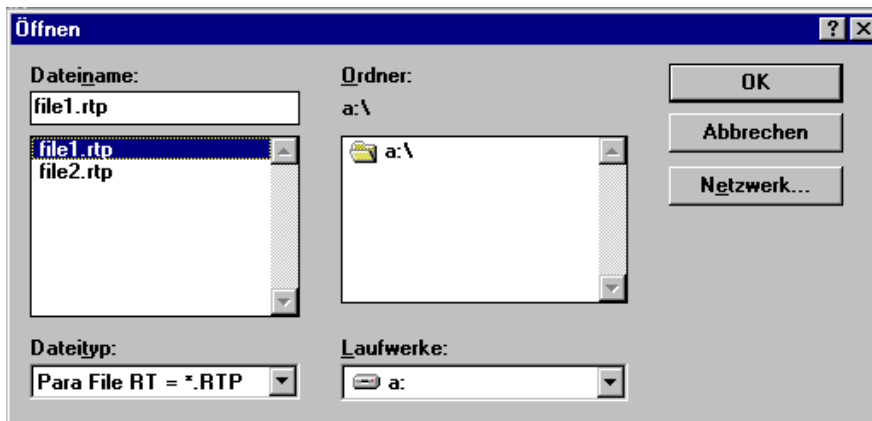 Öffnen
Dateiname:
file1.rtp
file1.rtp
file2.rtp
Dateityp:
Para File RT = *.RTP
Ordner:
a:\
a:\
Laufwerke:
a:
OK
Abbrechen
Netzwerk...